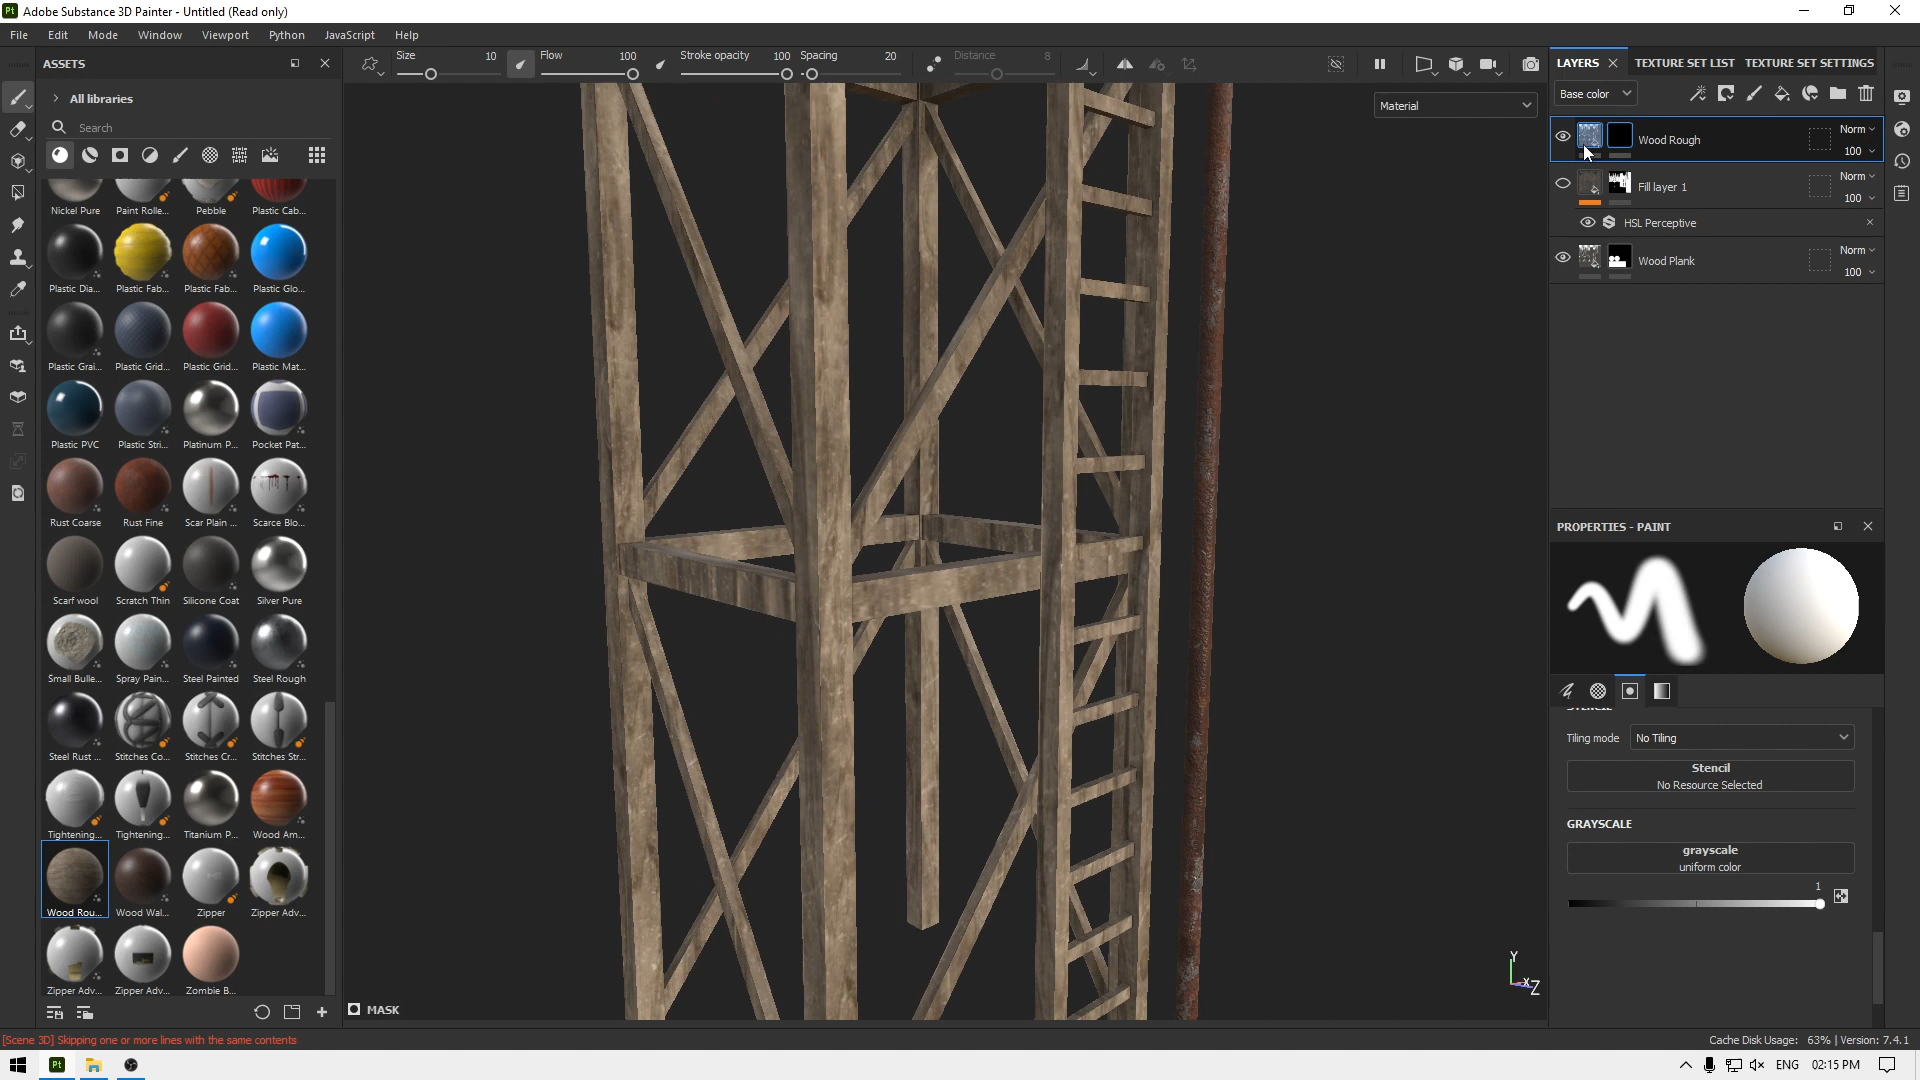 Adobe Substance 3D Painter - Untitled (Read only)
File Edit Mode Window Viewport Python JavaScript Help
ASSETS
Size 10 Flow 100 Stroke opacity 100 Spacing 20 Distance 8
All libraries
Search
Material
Nickel Pure Paint Rolle... Pebble Plastic Cab...
Plastic Dia... Plastic Fab... Plastic Fab... Plastic Glo...
Plastic Grai... Plastic Grid... Plastic Grid... Plastic Mat...
Plastic PVC Plastic Stri... Platinum P... Pocket Pat...
Rust Coarse Rust Fine Scar Plain ... Scarce Blo...
Scarf wool Scratch Thin Silicone Coat Silver Pure
Small Bulle... Spray Pain... Steel Painted Steel Rough
Steel Rust ... Stitches Co... Stitches Cr... Stitches Str...
Tightening... Tightening... Titanium P... Wood Am...
Wood Rou... Wood Wal... Zipper Zipper Adv...
Zipper Adv... Zipper Adv... Zombie B...
MASK
Y
X
Z
LAYERS TEXTURE SET LIST TEXTURE SET SETTINGS
Base color
Wood Rough Norm 100
Fill layer 1 Norm 100
HSL Perceptive
Wood Plank Norm 100
PROPERTIES - PAINT
STENCIL
Tiling mode No Tiling
Stencil
No Resource Selected
GRAYSCALE
grayscale
uniform color
1
[Scene 3D] Skipping one or more lines with the same contents
Cache Disk Usage: 63% | Version: 7.4.1
Pt ENG 02:15 PM